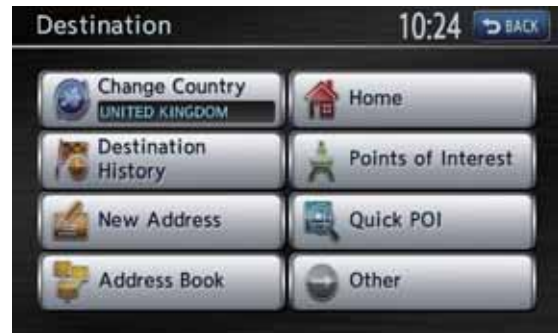 Destination
10:24
BACK
Change Country
UNITED KINGDOM
Home
Destination
History
Points of Interest
New Address
Quick POI
Address Book
Other